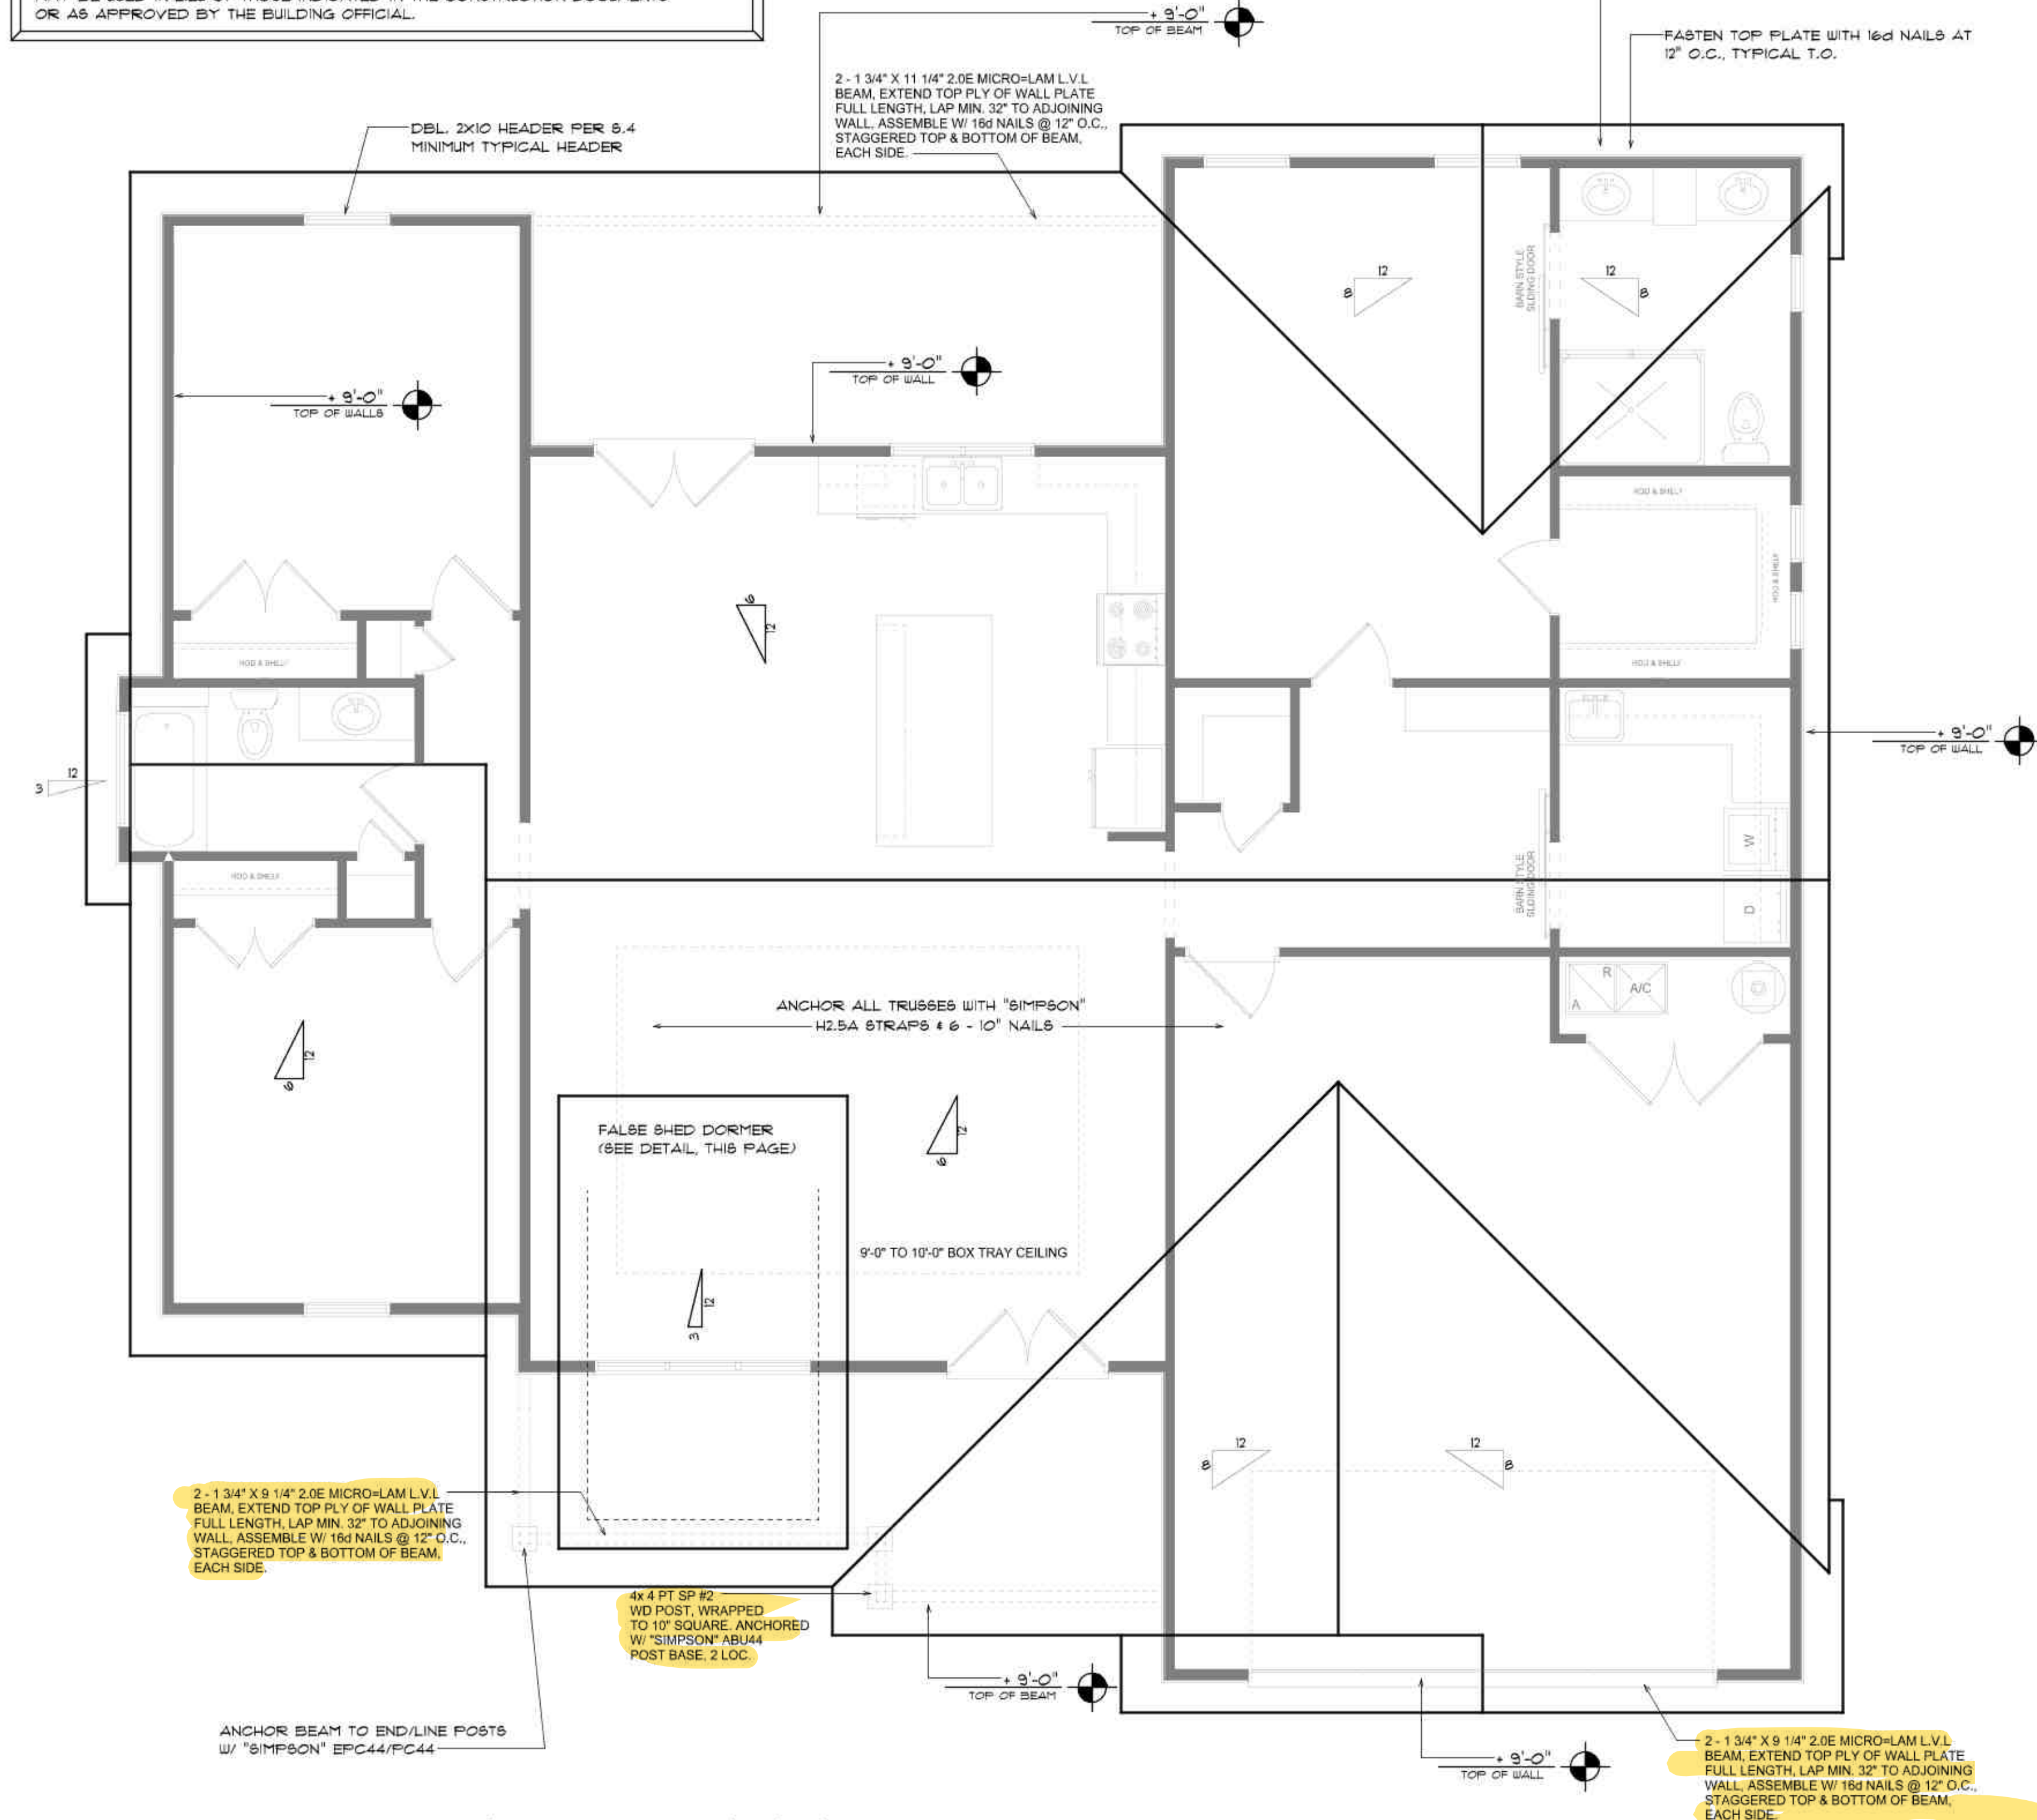 OR AS APPROVED BY THE BUILDING OFFICIAL.
+ 9'-0"
TOP OF BEAM
FASTEN TOP PLATE WITH 16d NAILS AT
12" O.C., TYPICAL T.O.
2 - 1 3/4" X 11 1/4" 2.0E MICRO=LAM L.V.L
BEAM, EXTEND TOP PLY OF WALL PLATE
FULL LENGTH, LAP MIN. 32" TO ADJOINING
WALL, ASSEMBLE W/ 16d NAILS @ 12" O.C.,
STAGGERED TOP & BOTTOM OF BEAM,
EACH SIDE.
DBL. 2X10 HEADER PER S.4
MINIMUM TYPICAL HEADER
12
8
BARN STYLE
SLDING DOOR
12
8
+ 9'-0"
TOP OF WALL
+ 9'-0"
TOP OF WALLS
ROD & SHELF
ROD & SHELF
6
12
ROD & SHELF
ROD & SHELF
+ 9'-0"
TOP OF WALL
12
3
W
BARN STYLE
SLDING DOOR
ROD & SHELF
D
R
A/C
A
ANCHOR ALL TRUSSES WITH "SIMPSON"
H2.5A STRAPS & 6 - 10" NAILS
12
6
FALSE SHED DORMER
(SEE DETAIL, THIS PAGE)
12
6
9'-0" TO 10'-0" BOX TRAY CEILING
12
3
12
8
12
8
2 - 1 3/4" X 9 1/4" 2.0E MICRO=LAM L.V.L
BEAM, EXTEND TOP PLY OF WALL PLATE
FULL LENGTH, LAP MIN. 32" TO ADJOINING
WALL, ASSEMBLE W/ 16d NAILS @ 12" O.C.,
STAGGERED TOP & BOTTOM OF BEAM,
EACH SIDE.
4x 4 PT SP #2
WD POST, WRAPPED
TO 10" SQUARE. ANCHORED
W/ "SIMPSON" ABU44
POST BASE, 2 LOC.
+ 9'-0"
TOP OF BEAM
ANCHOR BEAM TO END/LINE POSTS
W/ "SIMPSON" EPC44/PC44
+ 9'-0"
TOP OF WALL
2 - 1 3/4" X 9 1/4" 2.0E MICRO=LAM L.V.L
BEAM, EXTEND TOP PLY OF WALL PLATE
FULL LENGTH, LAP MIN. 32" TO ADJOINING
WALL, ASSEMBLE W/ 16d NAILS @ 12" O.C.,
STAGGERED TOP & BOTTOM OF BEAM,
EACH SIDE.